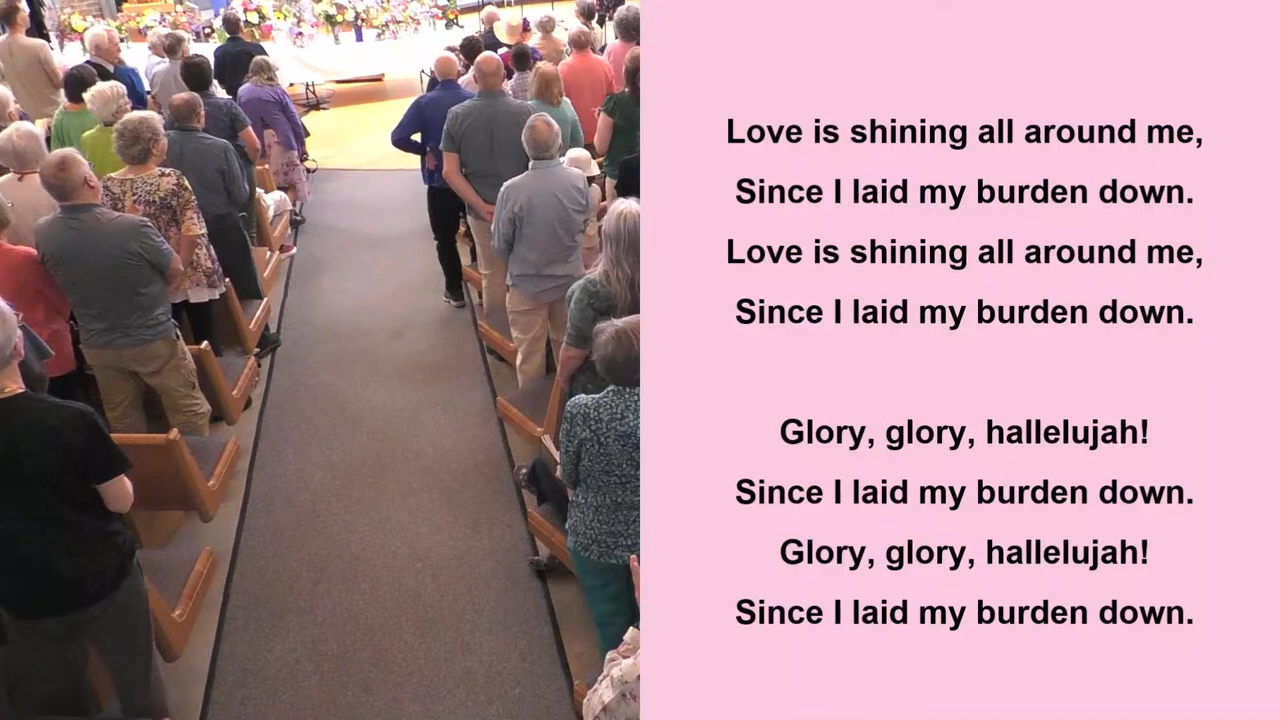 Love is shining all around me,
Since I laid my burden down.
Love is shining all around me,
Since I laid my burden down.
Glory, glory, hallelujah!
Since I laid my burden down.
Glory, glory, hallelujah!
Since I laid my burden down.